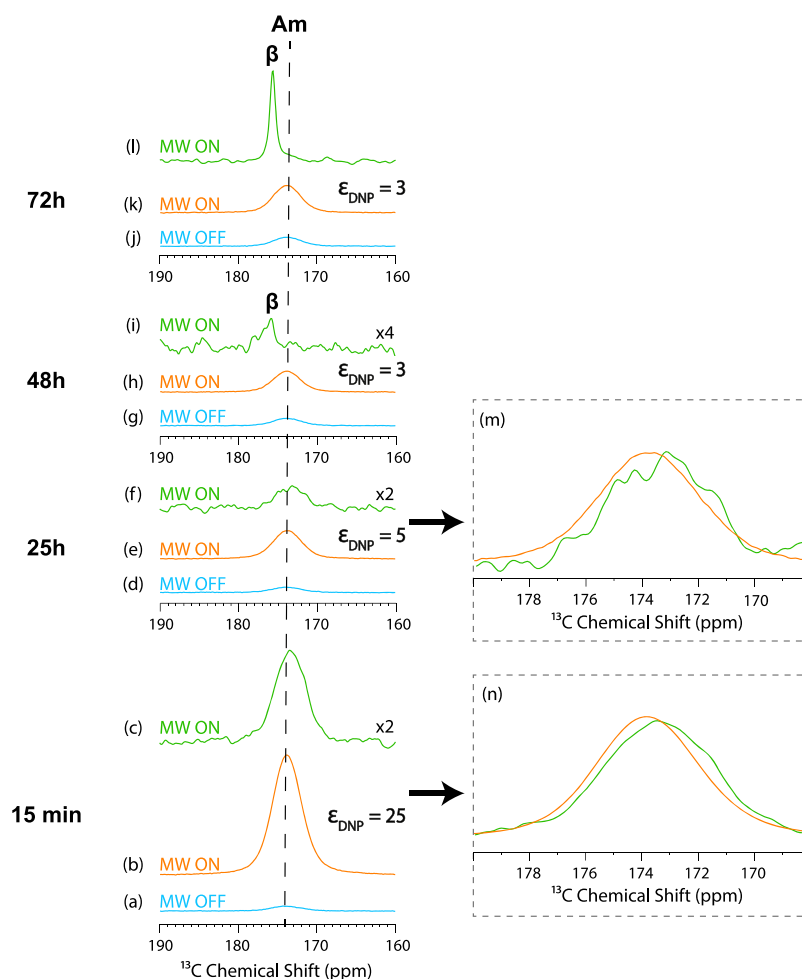 Am
β
(l) MW ON
72h
(k) MW ON
εDNP = 3
(j) MW OFF
190 180 170 160
β
(i) MW ON x4
48h
(h) MW ON
εDNP = 3
(g) MW OFF
190 180 170 160
(f) MW ON x2
25h
(e) MW ON
εDNP = 5
(d) MW OFF
190 180 170 160
(m)
178 176 174 172 170
¹³C Chemical Shift (ppm)
(c) MW ON x2
15 min
εDNP = 25
(b) MW ON
(a) MW OFF
190 180 170 160
¹³C Chemical Shift (ppm)
(n)
178 176 174 172 170
¹³C Chemical Shift (ppm)